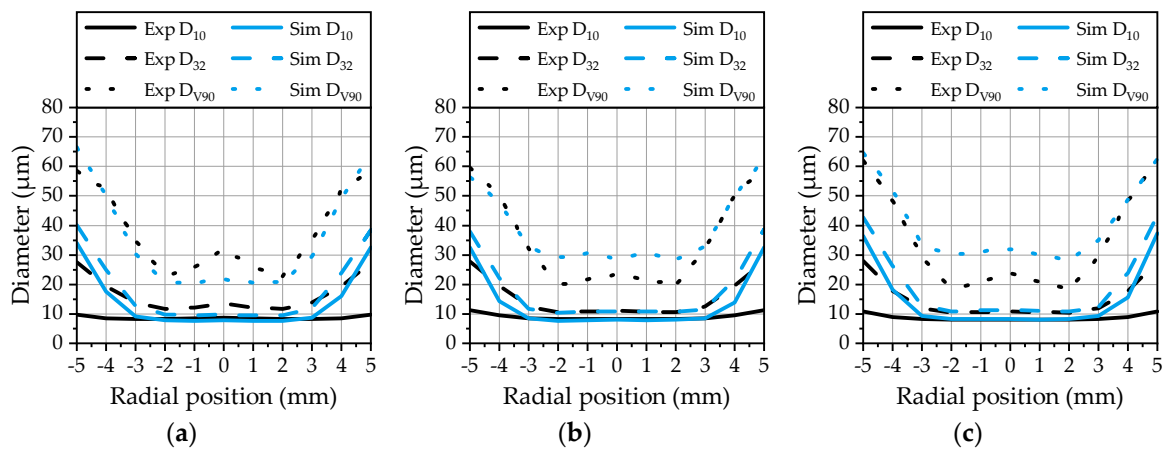 Exp D10 Sim D10
Exp D32 Sim D32
Exp DV90 Sim DV90
80
70
60
50
40
30
20
10
0
Diameter (µm)
-5 -4 -3 -2 -1 0 1 2 3 4 5
Radial position (mm)
(a)
Exp D10 Sim D10
Exp D32 Sim D32
Exp DV90 Sim DV90
80
70
60
50
40
30
20
10
0
Diameter (µm)
-5 -4 -3 -2 -1 0 1 2 3 4 5
Radial position (mm)
(b)
Exp D10 Sim D10
Exp D32 Sim D32
Exp DV90 Sim DV90
80
70
60
50
40
30
20
10
0
Diameter (µm)
-5 -4 -3 -2 -1 0 1 2 3 4 5
Radial position (mm)
(c)